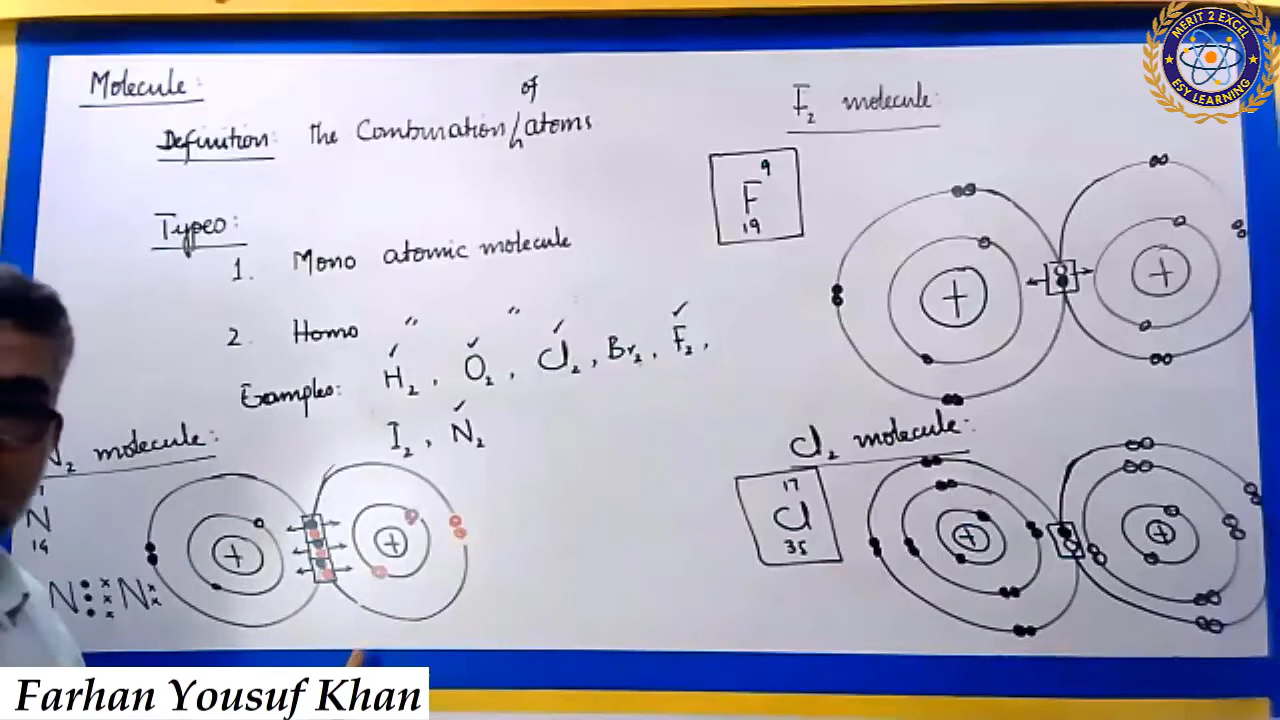 Molecule:
Definition: The Combination of atoms
Types:
1. Mono atomic molecule
2. Homo " "
Examples: H₂, O₂, Cl₂, Br₂, F₂,
I₂, N₂
N₂ molecule:
N
14
N N
F₂ molecule:
9
F
19
Cl₂ molecule:
17
Cl
35
MERIT 2 EXCEL
ESY LEARNING
Farhan Yousuf Khan